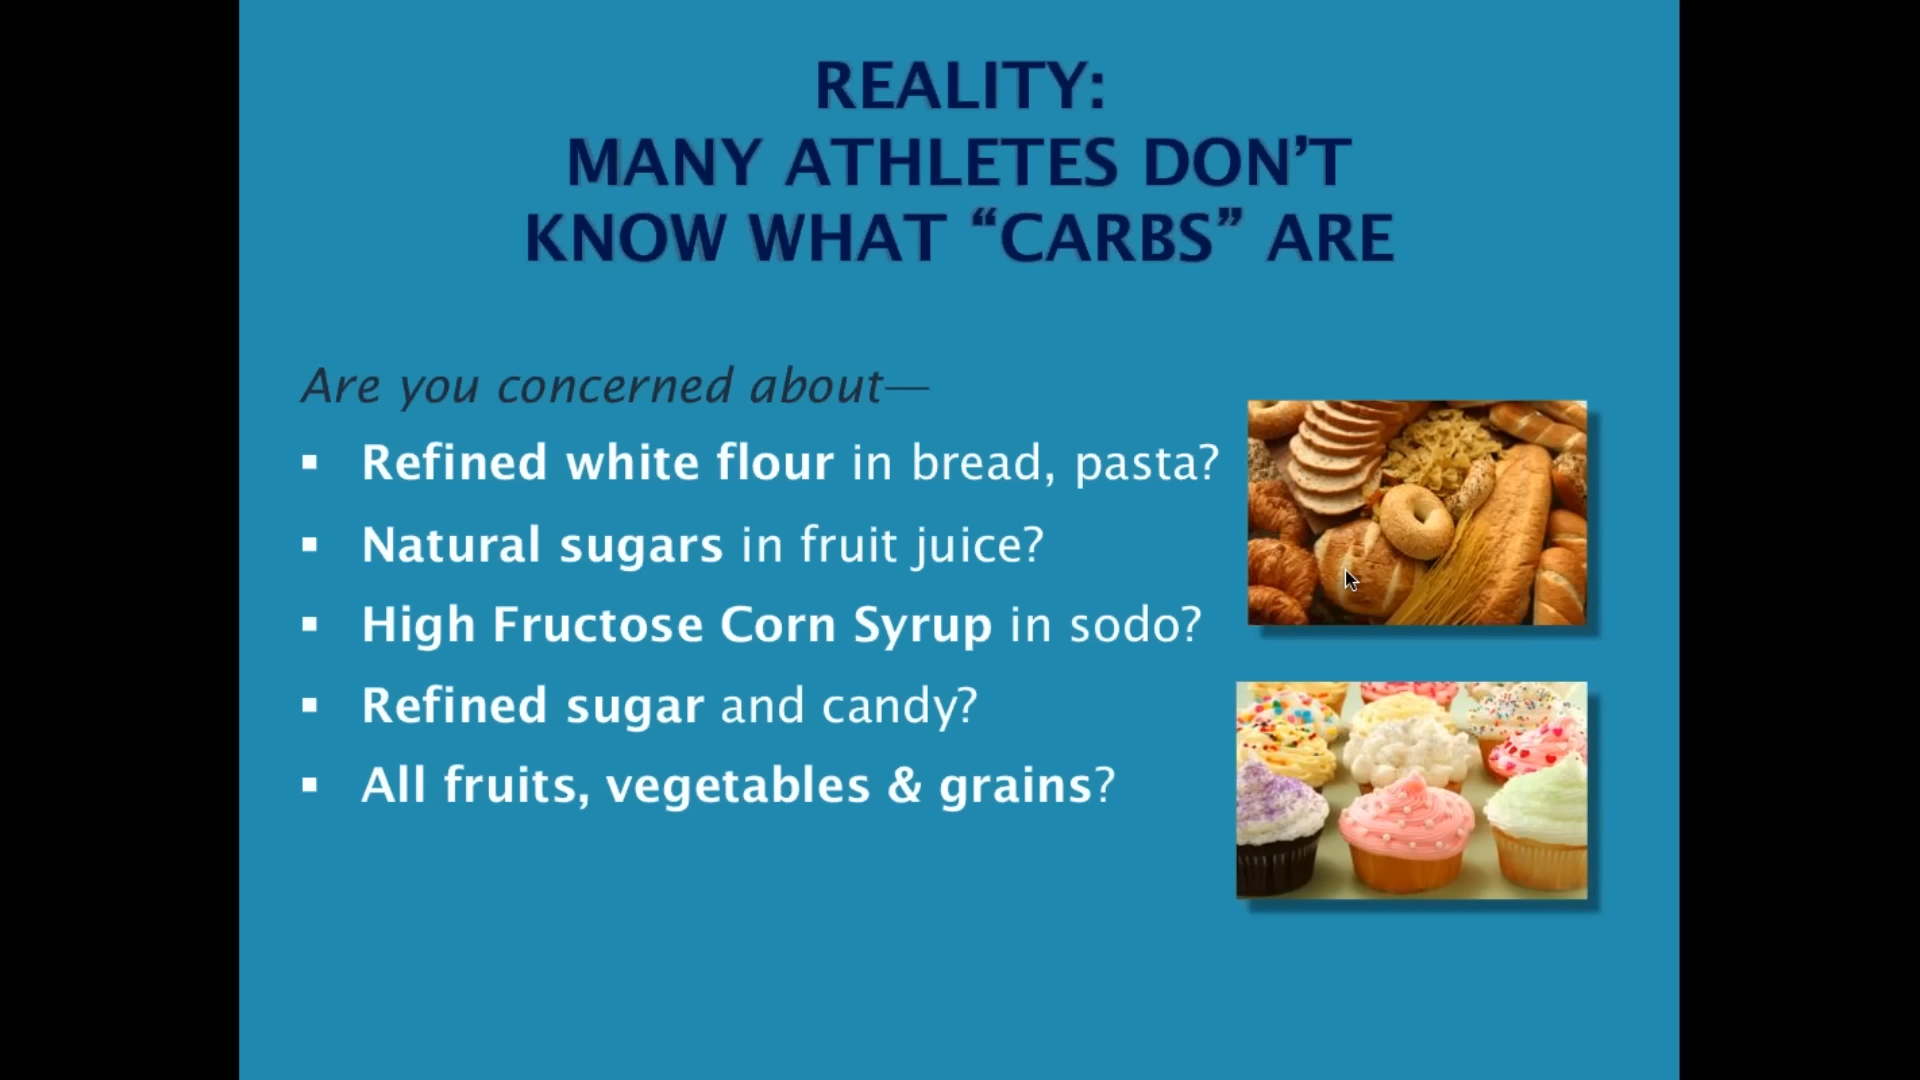 REALITY:
MANY ATHLETES DON’T
KNOW WHAT “CARBS” ARE
Are you concerned about—
▪ Refined white flour in bread, pasta?
▪ Natural sugars in fruit juice?
▪ High Fructose Corn Syrup in sodo?
▪ Refined sugar and candy?
▪ All fruits, vegetables & grains?